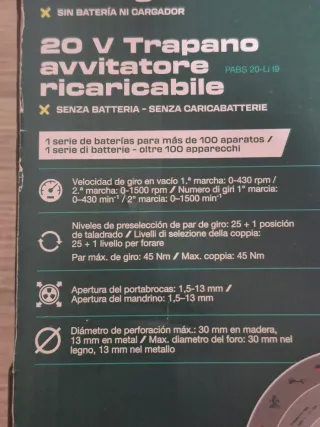 SIN BATERÍA NI CARGADOR
20 V Trapano
avvitatore PABS 20-Li I9
ricaricabile
SENZA BATTERIA - SENZA CARICABATTERIE
1 serie de baterías para más de 100 aparatos /
1 serie di batterie - oltre 100 apparecchi
Velocidad de giro en vacío 1.ª marcha: 0-430 rpm /
2.ª marcha: 0-1500 rpm // Numero di giri 1° marcia:
0-430 min⁻¹ / 2° marcia: 0-1500 min⁻¹
Niveles de preselección de par de giro: 25 + 1 posición
de taladrado // Livelli di selezione della coppia:
25 + 1 livello per forare
Par máx. de giro: 45 Nm // Max. coppia: 45 Nm
Apertura del portabrocas: 1,5-13 mm //
Apertura del mandrino: 1,5-13 mm
Diámetro de perforación máx.: 30 mm en madera,
13 mm en metal // Max. diametro del foro: 30 mm nel
legno, 13 mm nel metallo